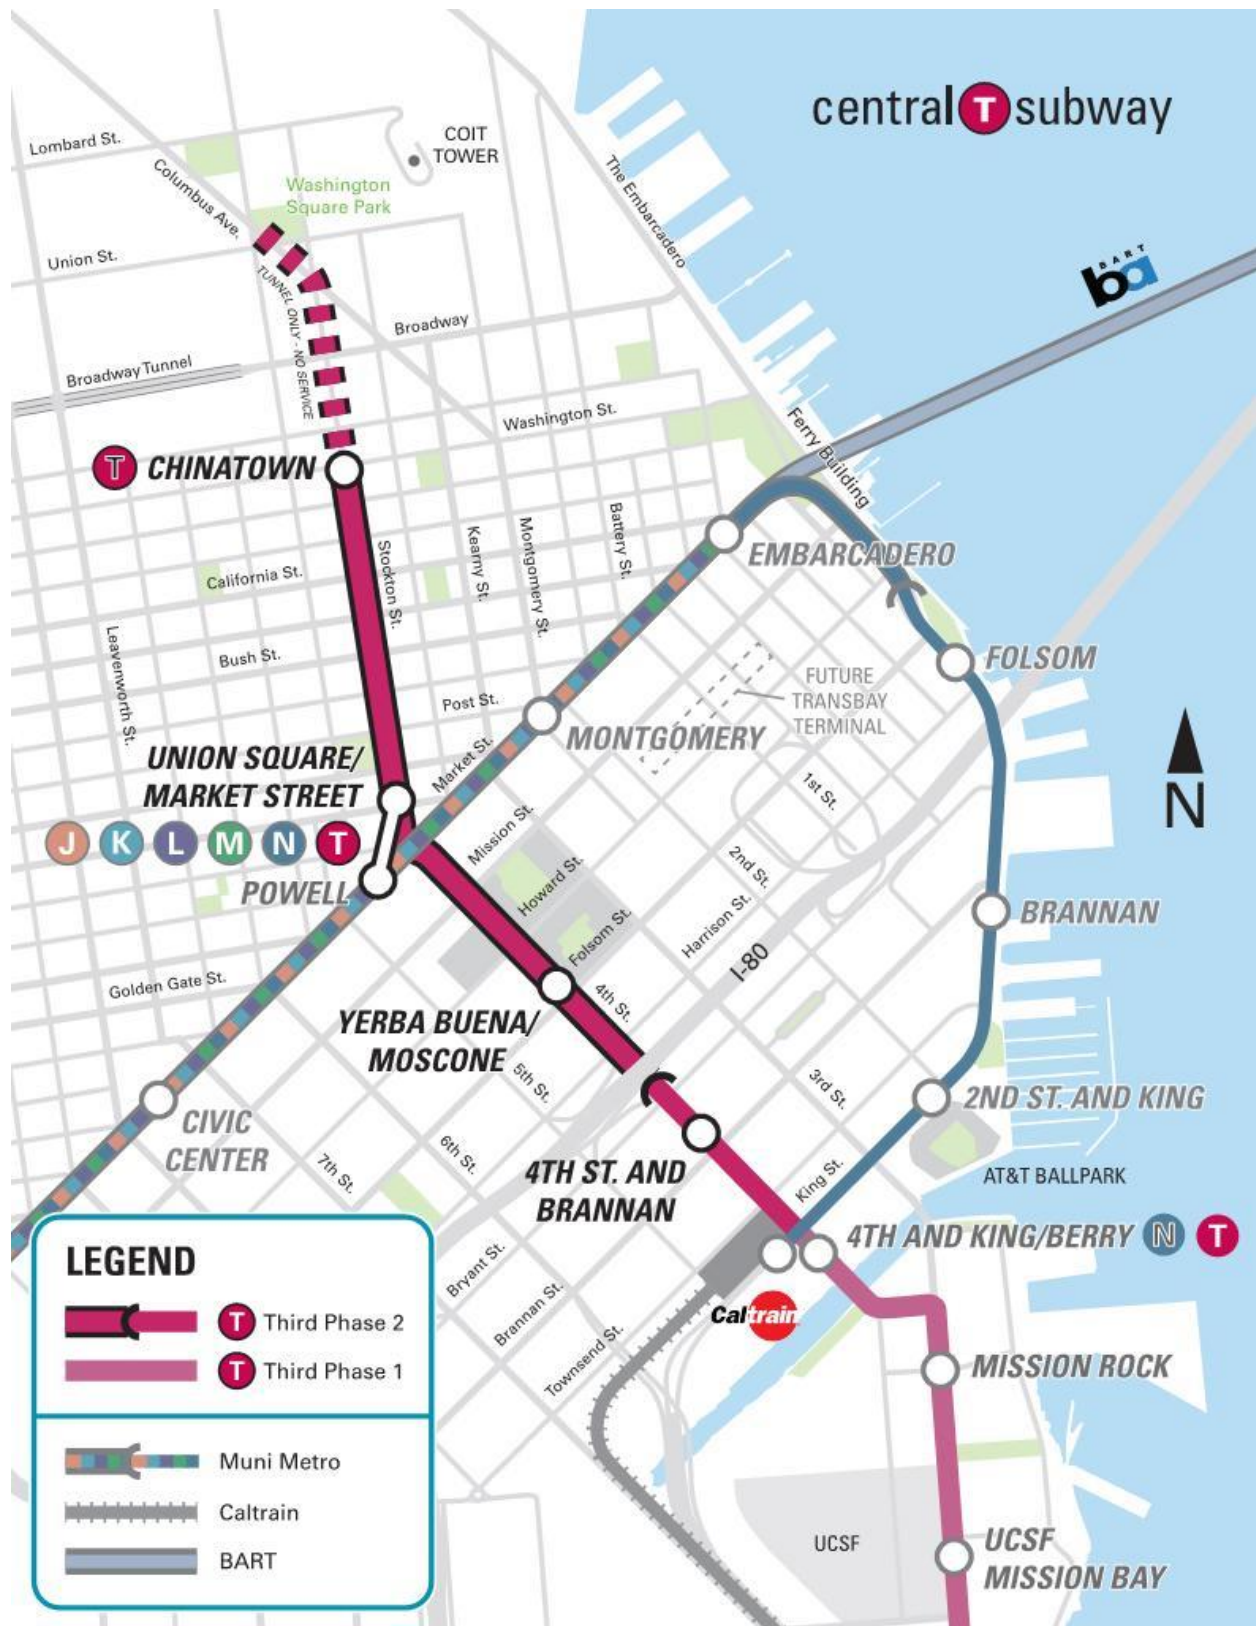 central T subway
Lombard St.
COIT
TOWER
Columbus Ave.
Washington
Square Park
The Embarcadero
Union St.
TUNNEL ONLY - NO SERVICE
BART
ba
Broadway
Broadway Tunnel
Washington St.
Ferry Building
T CHINATOWN
Stockton St.
Kearny St.
Montgomery St.
Battery St.
EMBARCADERO
California St.
Leavenworth St.
Bush St.
FOLSOM
FUTURE
TRANSBAY
TERMINAL
Post St.
MONTGOMERY
Market St.
UNION SQUARE/
MARKET STREET
J K L M N T
POWELL
1st St.
N
Mission St.
Howard St.
2nd St.
Folsom St.
Harrison St.
BRANNAN
I-80
Golden Gate St.
4th St.
YERBA BUENA/
MOSCONE
5th St.
3rd St.
2ND ST. AND KING
CIVIC
CENTER
6th St.
7th St.
4TH ST. AND
BRANNAN
King St.
AT&T BALLPARK
4TH AND KING/BERRY N T
Bryant St.
Brannan St.
Townsend St.
Caltrain
MISSION ROCK
UCSF
UCSF
MISSION BAY
LEGEND
T Third Phase 2
T Third Phase 1
Muni Metro
Caltrain
BART